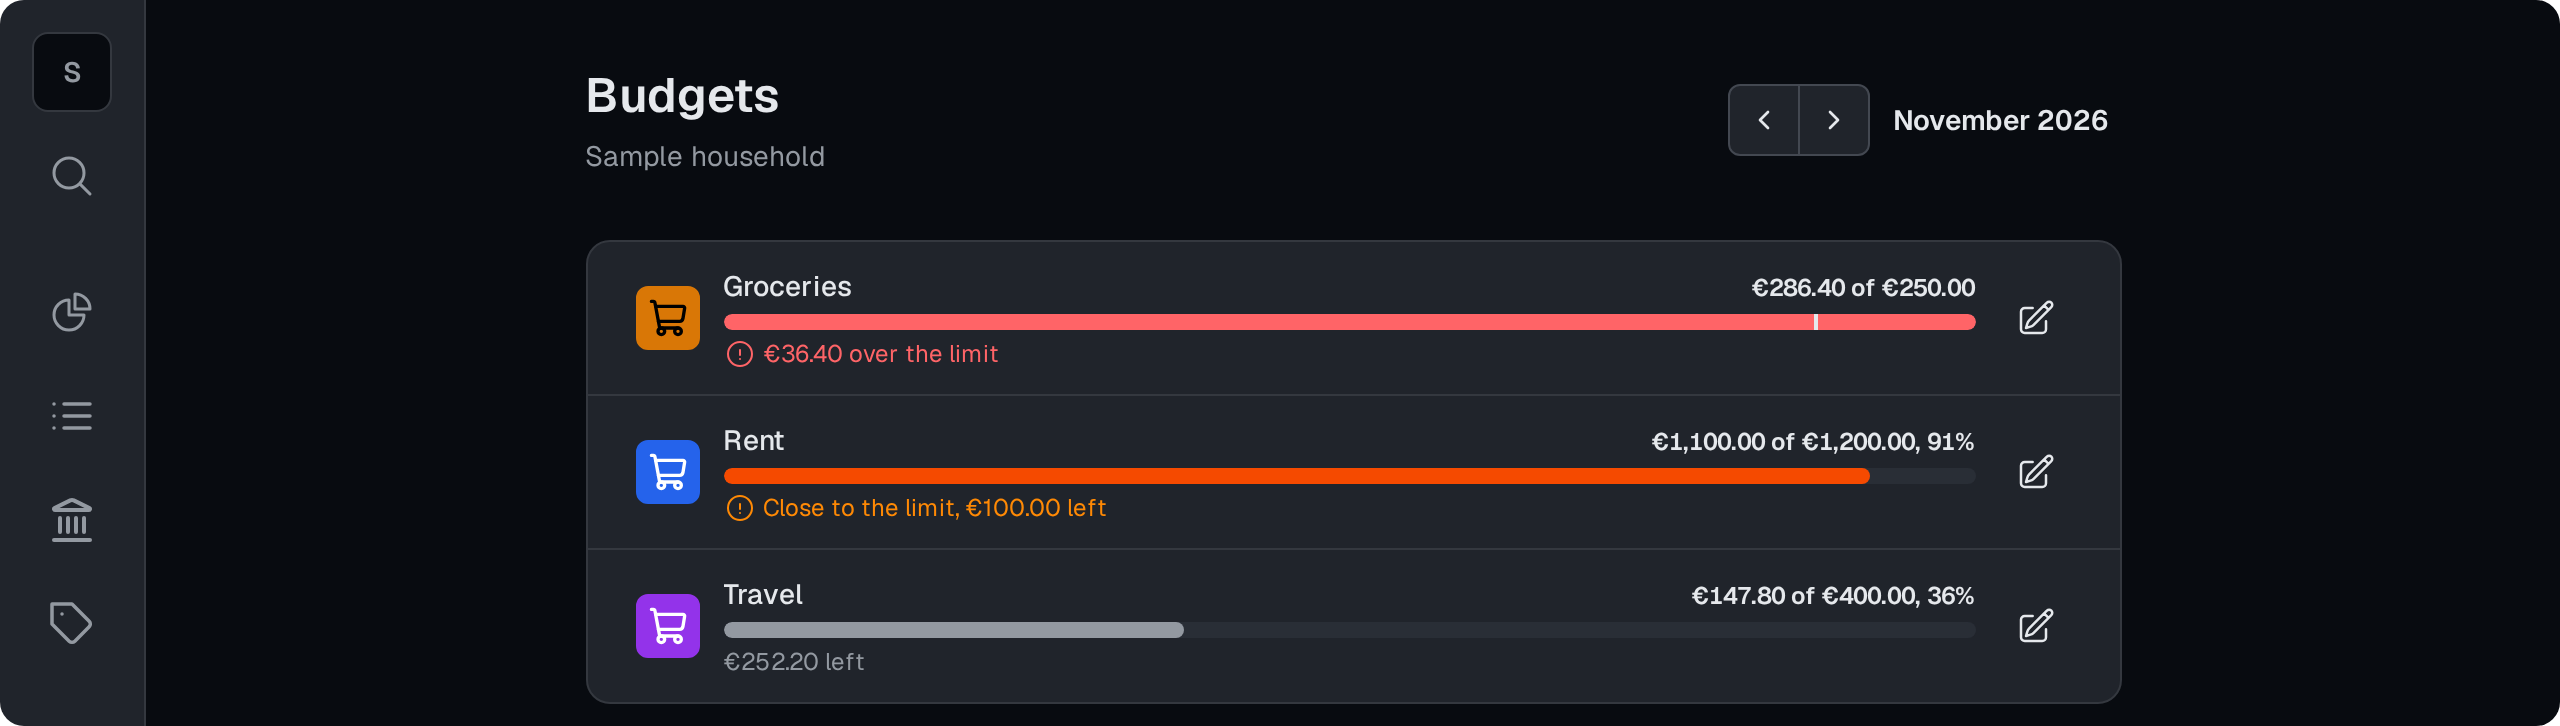 S
Budgets
Sample household
November 2026
Groceries
€286.40 of €250.00
€36.40 over the limit
Rent
€1,100.00 of €1,200.00, 91%
Close to the limit, €100.00 left
Travel
€147.80 of €400.00, 36%
€252.20 left